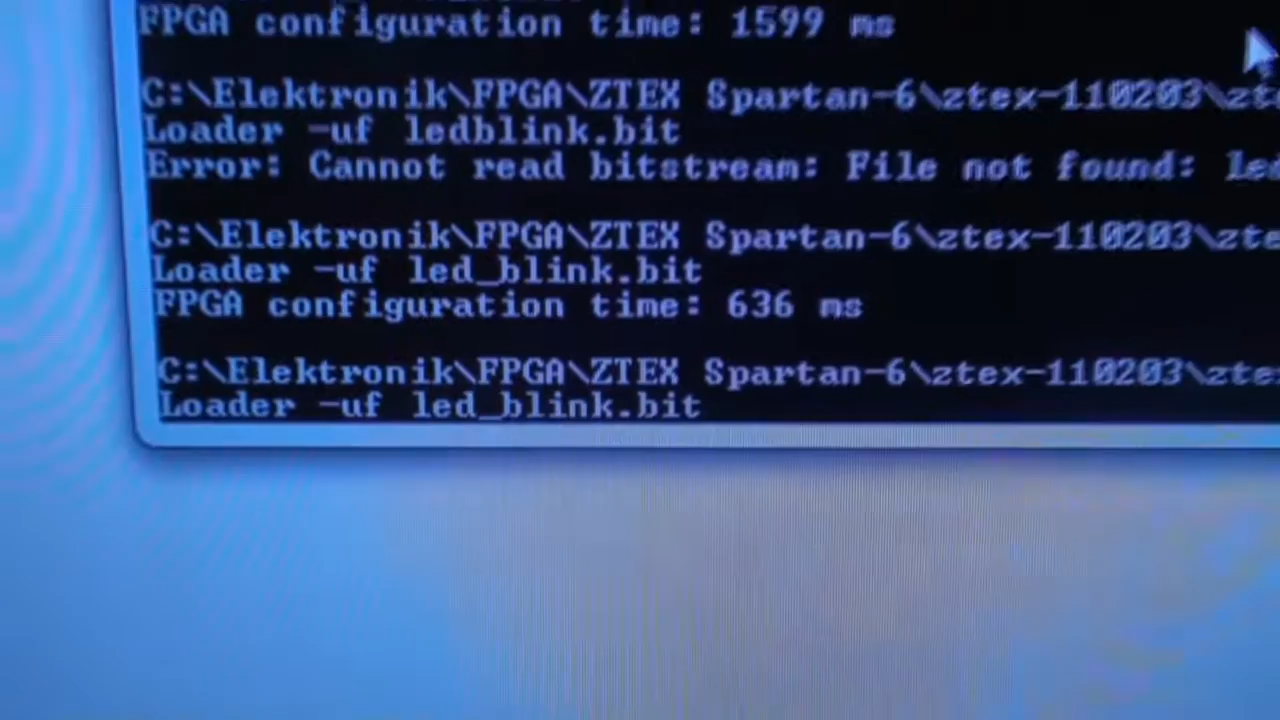 FPGA configuration time: 1599 ms
C:\Elektronik\FPGA\ZTEX Spartan-6\ztex-110203\zt
Loader -uf ledblink.bit
Error: Cannot read bitstream: File not found: led
C:\Elektronik\FPGA\ZTEX Spartan-6\ztex-110203\zte
Loader -uf led_blink.bit
FPGA configuration time: 636 ms
C:\Elektronik\FPGA\ZTEX Spartan-6\ztex-110203\zte
Loader -uf led_blink.bit